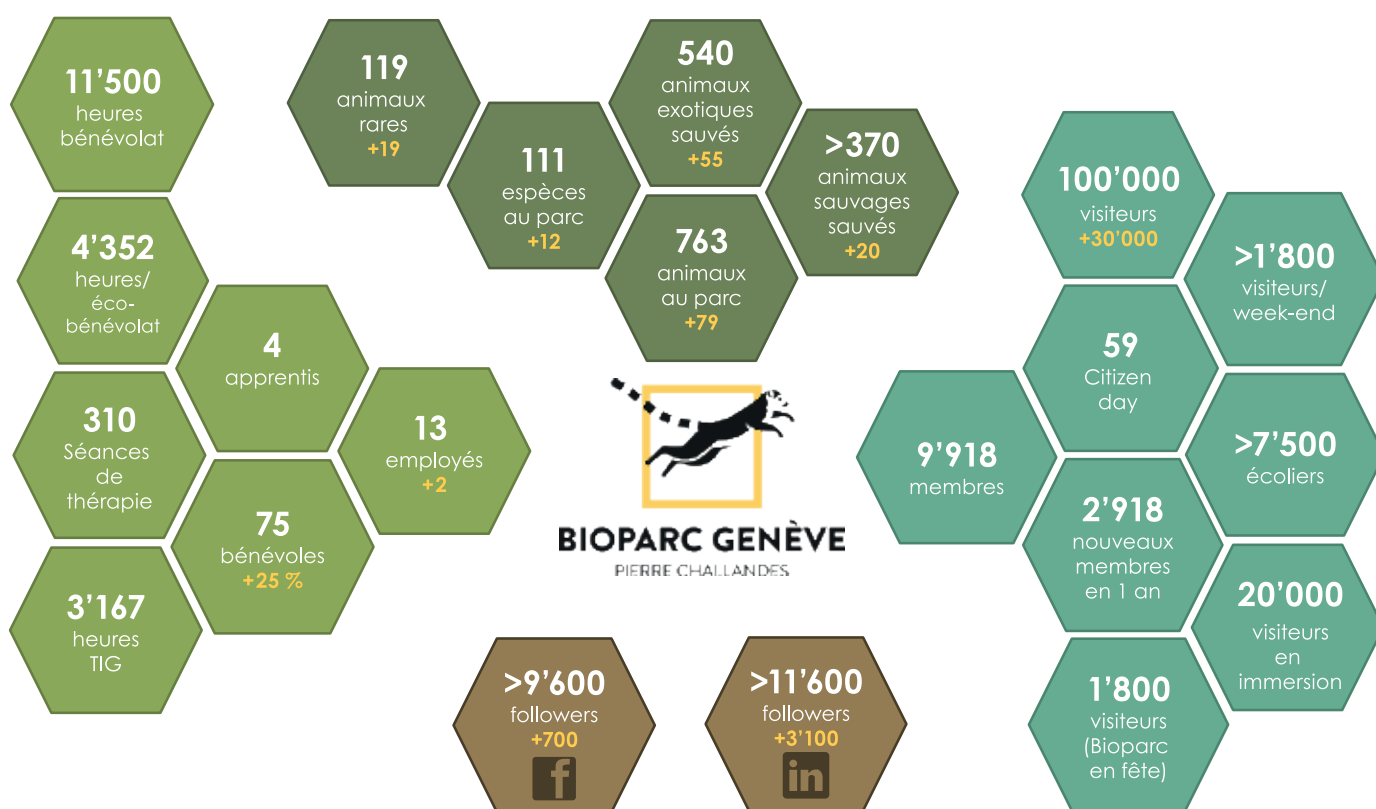 11’500
heures
bénévolat
4’352
heures/
éco-
bénévolat
4
apprentis
310
Séances
de
thérapie
13
employés
+2
75
bénévoles
+25 %
3’167
heures
TIG
119
animaux
rares
+19
111
espèces
au parc
+12
540
animaux
exotiques
sauvés
+55
>370
animaux
sauvages
sauvés
+20
763
animaux
au parc
+79
BIOPARC GENÈVE
PIERRE CHALLANDES
>9’600
followers
+700
f
>11’600
followers
+3’100
in
100’000
visiteurs
+30’000
>1’800
visiteurs/
week-end
59
Citizen
day
9’918
membres
>7’500
écoliers
2’918
nouveaux
membres
en 1 an
20’000
visiteurs
en
immersion
1’800
visiteurs
(Bioparc
en fête)